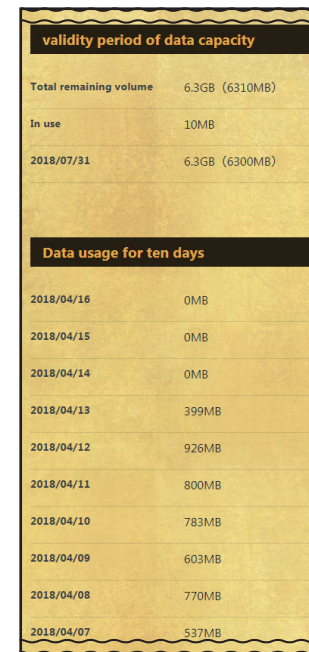 validity period of data capacity
Total remaining volume 6.3GB (6310MB)
In use 10MB
2018/07/31 6.3GB (6300MB)
Data usage for ten days
2018/04/16 0MB
2018/04/15 0MB
2018/04/14 0MB
2018/04/13 399MB
2018/04/12 926MB
2018/04/11 800MB
2018/04/10 783MB
2018/04/09 603MB
2018/04/08 770MB
2018/04/07 537MB